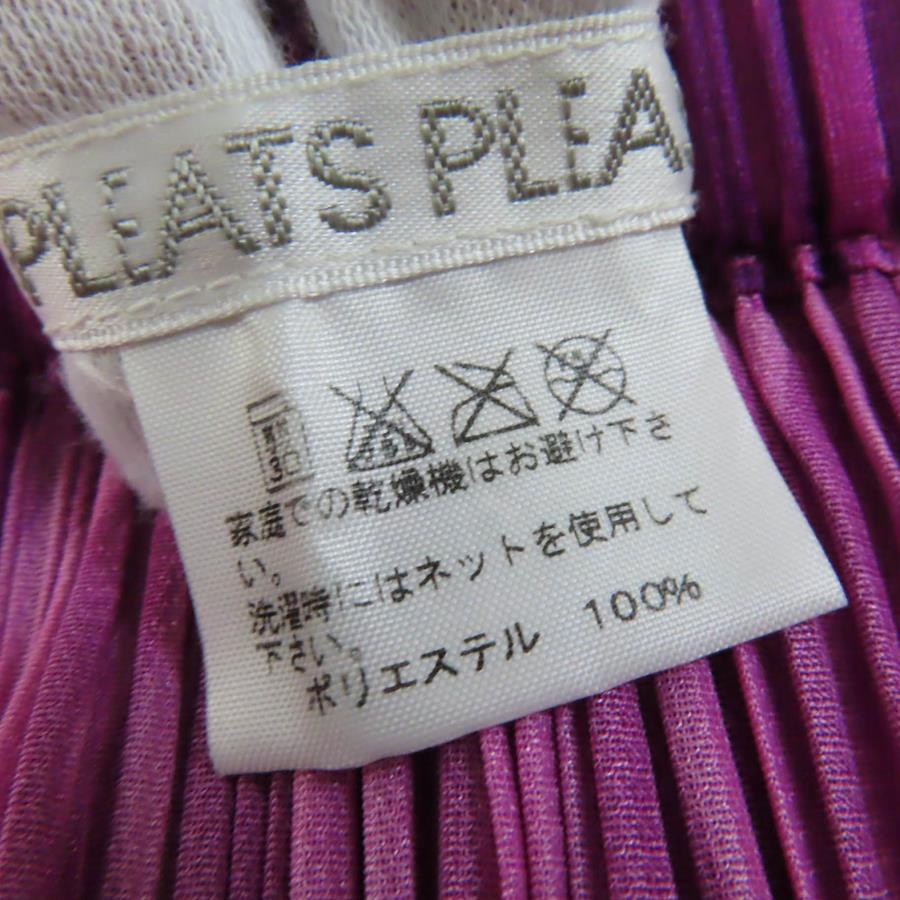 PLEATS PLEA
家庭での乾燥機はお避け下さ
い。
洗濯時にはネットを使用して
下さい。
ポリエステル 100%